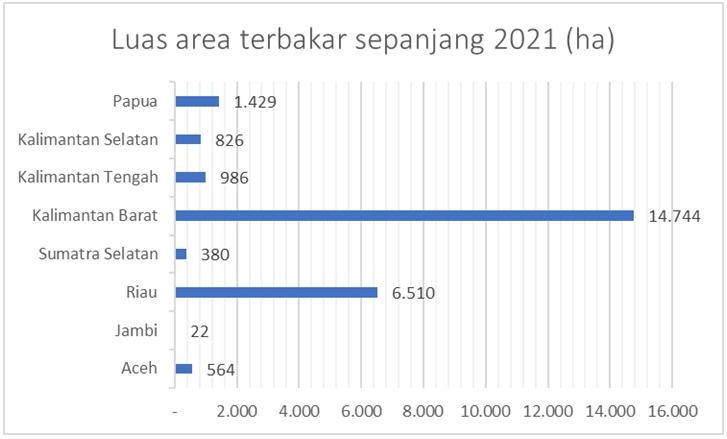 Luas area terbakar sepanjang 2021 (ha)
Papua 1.429
Kalimantan Selatan 826
Kalimantan Tengah 986
Kalimantan Barat 14.744
Sumatra Selatan 380
Riau 6.510
Jambi 22
Aceh 564
- 2.000 4.000 6.000 8.000 10.000 12.000 14.000 16.000